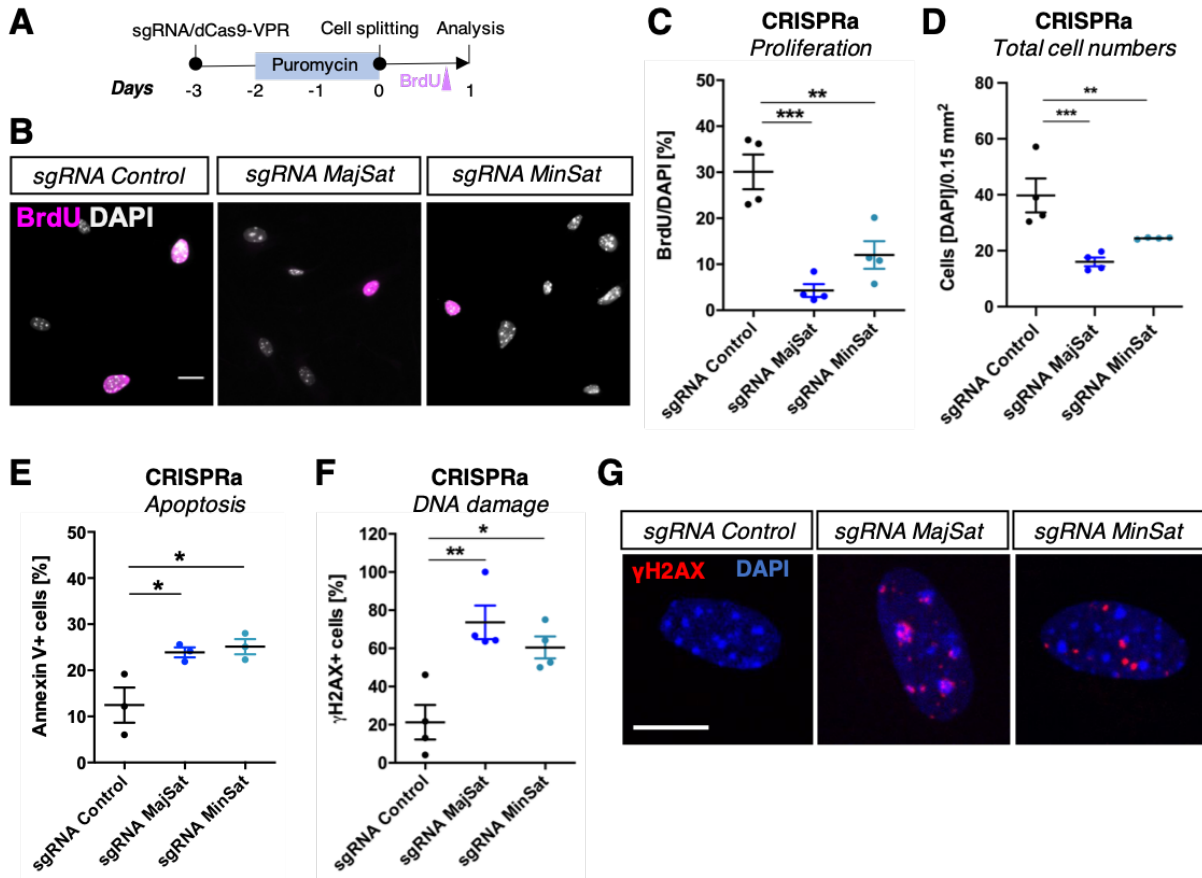 A
sgRNA/dCas9-VPR
Cell splitting
Analysis
Puromycin
BrdU
Days -3 -2 -1 0 1
B
sgRNA Control
sgRNA MajSat
sgRNA MinSat
BrdU DAPI
C
CRISPRa
Proliferation
BrdU/DAPI [%]
50
40
30
20
10
0
**
***
sgRNA Control
sgRNA MajSat
sgRNA MinSat
D
CRISPRa
Total cell numbers
Cells [DAPI]/0.15 mm²
80
60
40
20
0
**
***
sgRNA Control
sgRNA MajSat
sgRNA MinSat
E
CRISPRa
Apoptosis
Annexin V+ cells [%]
50
40
30
20
10
0
*
*
sgRNA Control
sgRNA MajSat
sgRNA MinSat
F
CRISPRa
DNA damage
γH2AX+ cells [%]
120
100
80
60
40
20
0
*
**
sgRNA Control
sgRNA MajSat
sgRNA MinSat
G
sgRNA Control
sgRNA MajSat
sgRNA MinSat
γH2AX DAPI